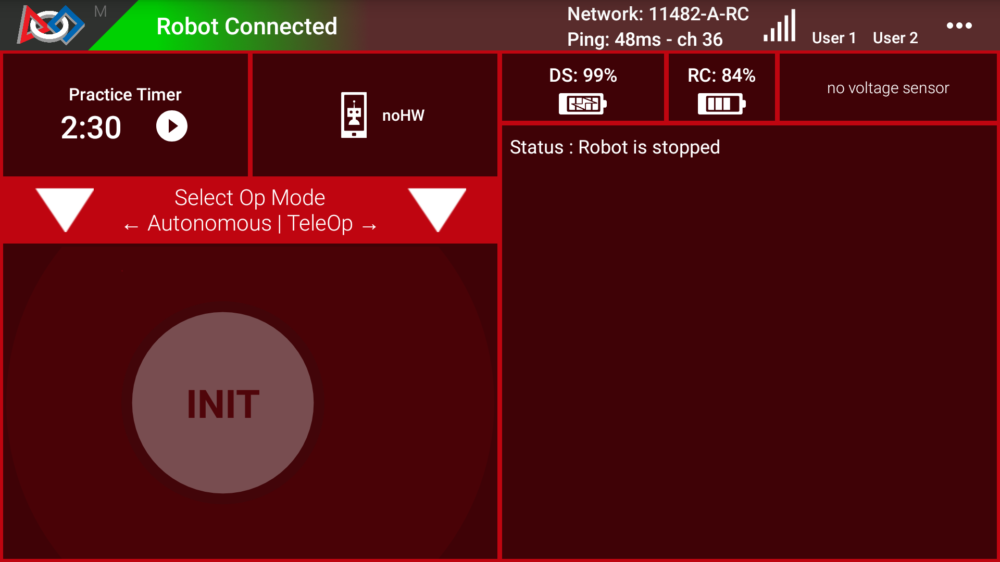 M
Robot Connected
Network: 11482-A-RC
Ping: 48ms - ch 36
User 1
User 2
Practice Timer
2:30
noHW
DS: 99%
RC: 84%
no voltage sensor
Select Op Mode
← Autonomous | TeleOp →
Status : Robot is stopped
INIT